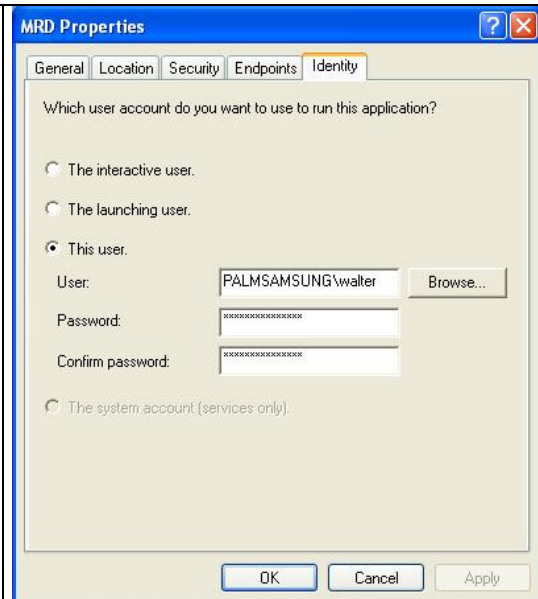 MRD Properties
General Location Security Endpoints Identity
Which user account do you want to use to run this application?
The interactive user.
The launching user.
This user.
User: PALMSAMSUNG\walter Browse...
Password: xxxxxxxxxxxxxxx
Confirm password: xxxxxxxxxxxxxxx
The system account (services only).
OK Cancel Apply